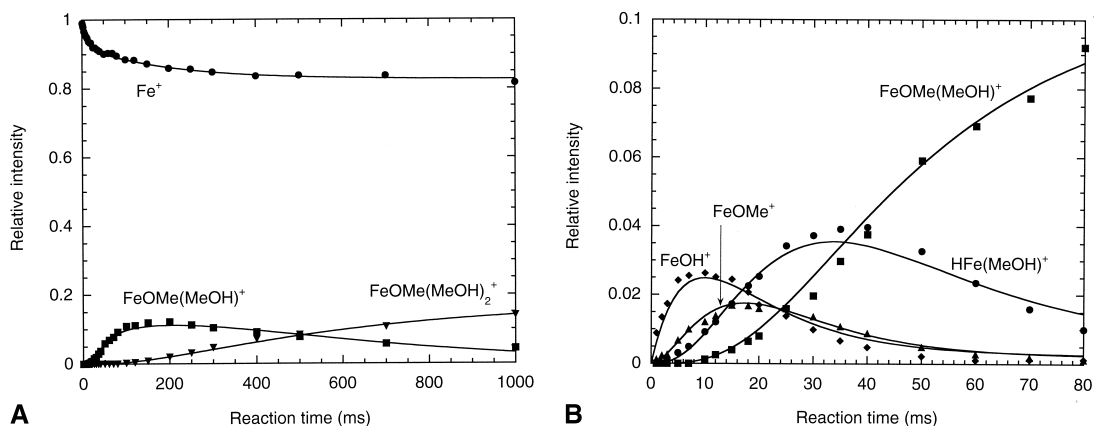 Relative intensity
1
0.8
0.6
0.4
0.2
0
Fe+
FeOMe(MeOH)+
FeOMe(MeOH)2+
0
200
400
600
800
1000
Reaction time (ms)
A
Relative intensity
0.1
0.08
0.06
0.04
0.02
0
FeOMe(MeOH)+
FeOMe+
FeOH+
HFe(MeOH)+
0
10
20
30
40
50
60
70
80
Reaction time (ms)
B